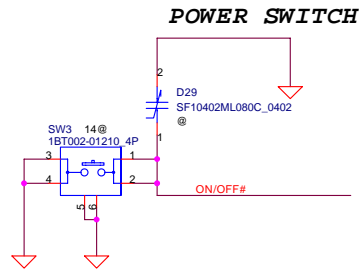 POWER SWITCH
2
D29
SF10402ML080C_0402
@
1
SW3 14@
1BT002-01210_4P
3
1
4
2
5
6
ON/OFF#